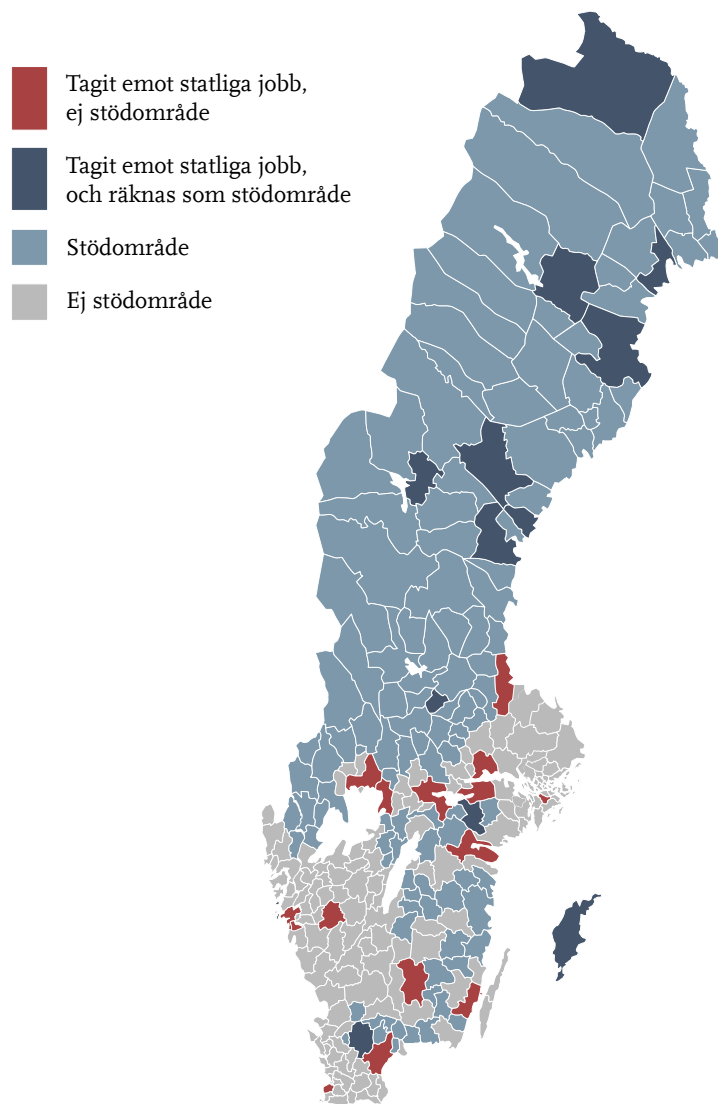 Tagit emot statliga jobb,
ej stödområde
Tagit emot statliga jobb,
och räknas som stödområde
Stödområde
Ej stödområde